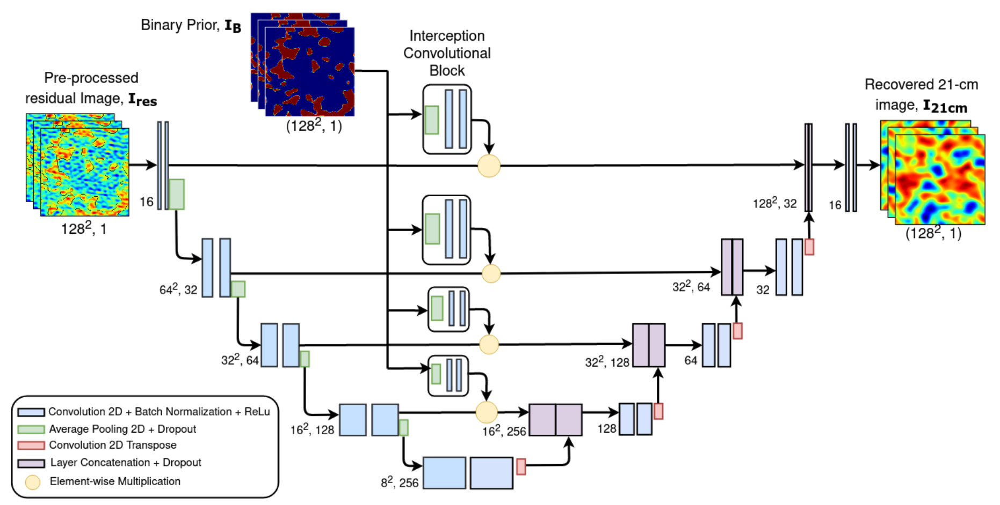 Binary Prior, I_B
Interception
Convolutional
Block
Pre-processed
residual Image, I_res
Recovered 21-cm
image, I_21cm
(128², 1)
16
128², 1
128², 32
16
(128², 1)
64², 32
32², 64
32
32², 64
32², 128
64
16², 128
16², 256
128
8², 256
Convolution 2D + Batch Normalization + ReLu
Average Pooling 2D + Dropout
Convolution 2D Transpose
Layer Concatenation + Dropout
Element-wise Multiplication